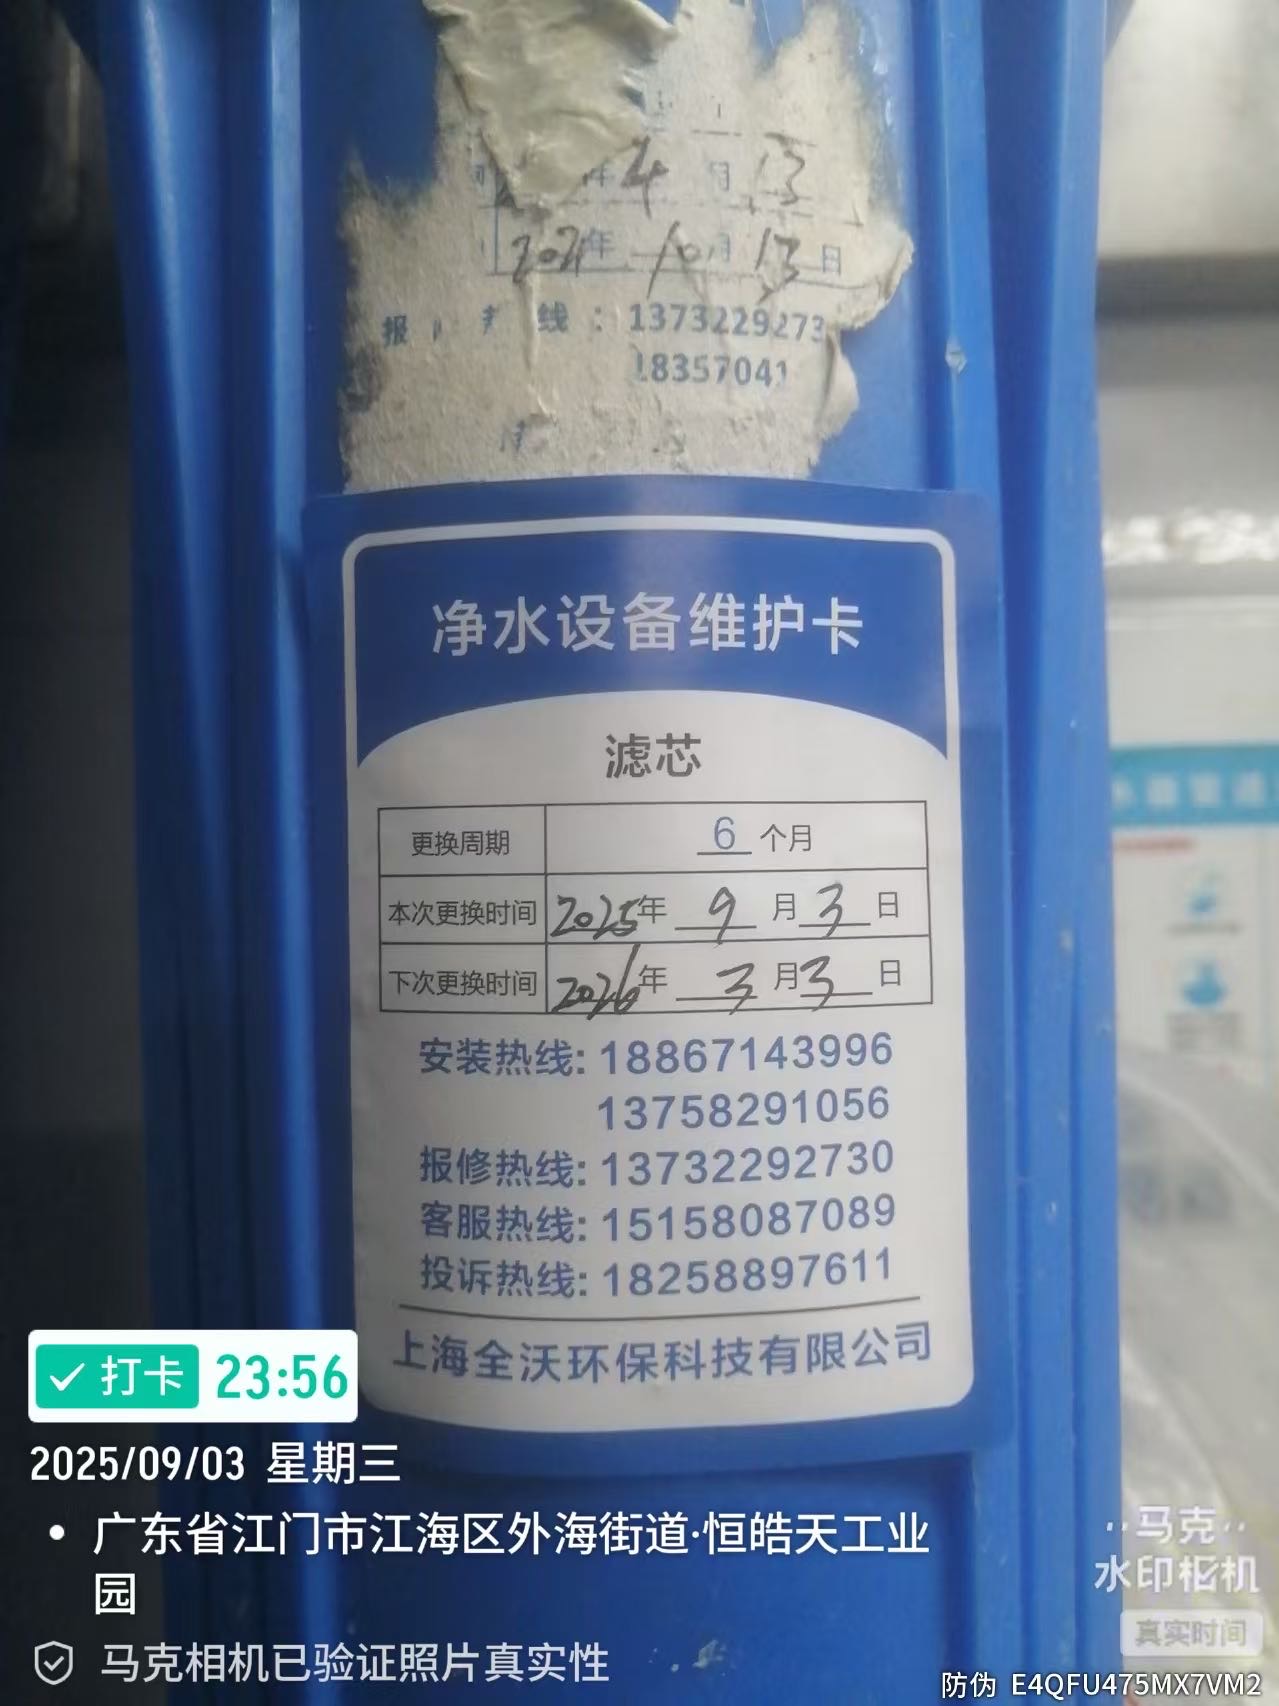 年 4 月 13
2021年 10月 13日
报 线：13732292273
18357041
净水设备维护卡
滤芯
更换周期 6 个月
本次更换时间 2025年 9 月 3 日
下次更换时间 2026年 3 月 3 日
安装热线: 18867143996
13758291056
报修热线: 13732292730
客服热线: 15158087089
投诉热线: 18258897611
上海全沃环保科技有限公司
打卡 23:56
2025/09/03 星期三
广东省江门市江海区外海街道·恒皓天工业
园
马克相机已验证照片真实性
马克
水印相机
真实时间
防伪 E4QFU475MX7VM2